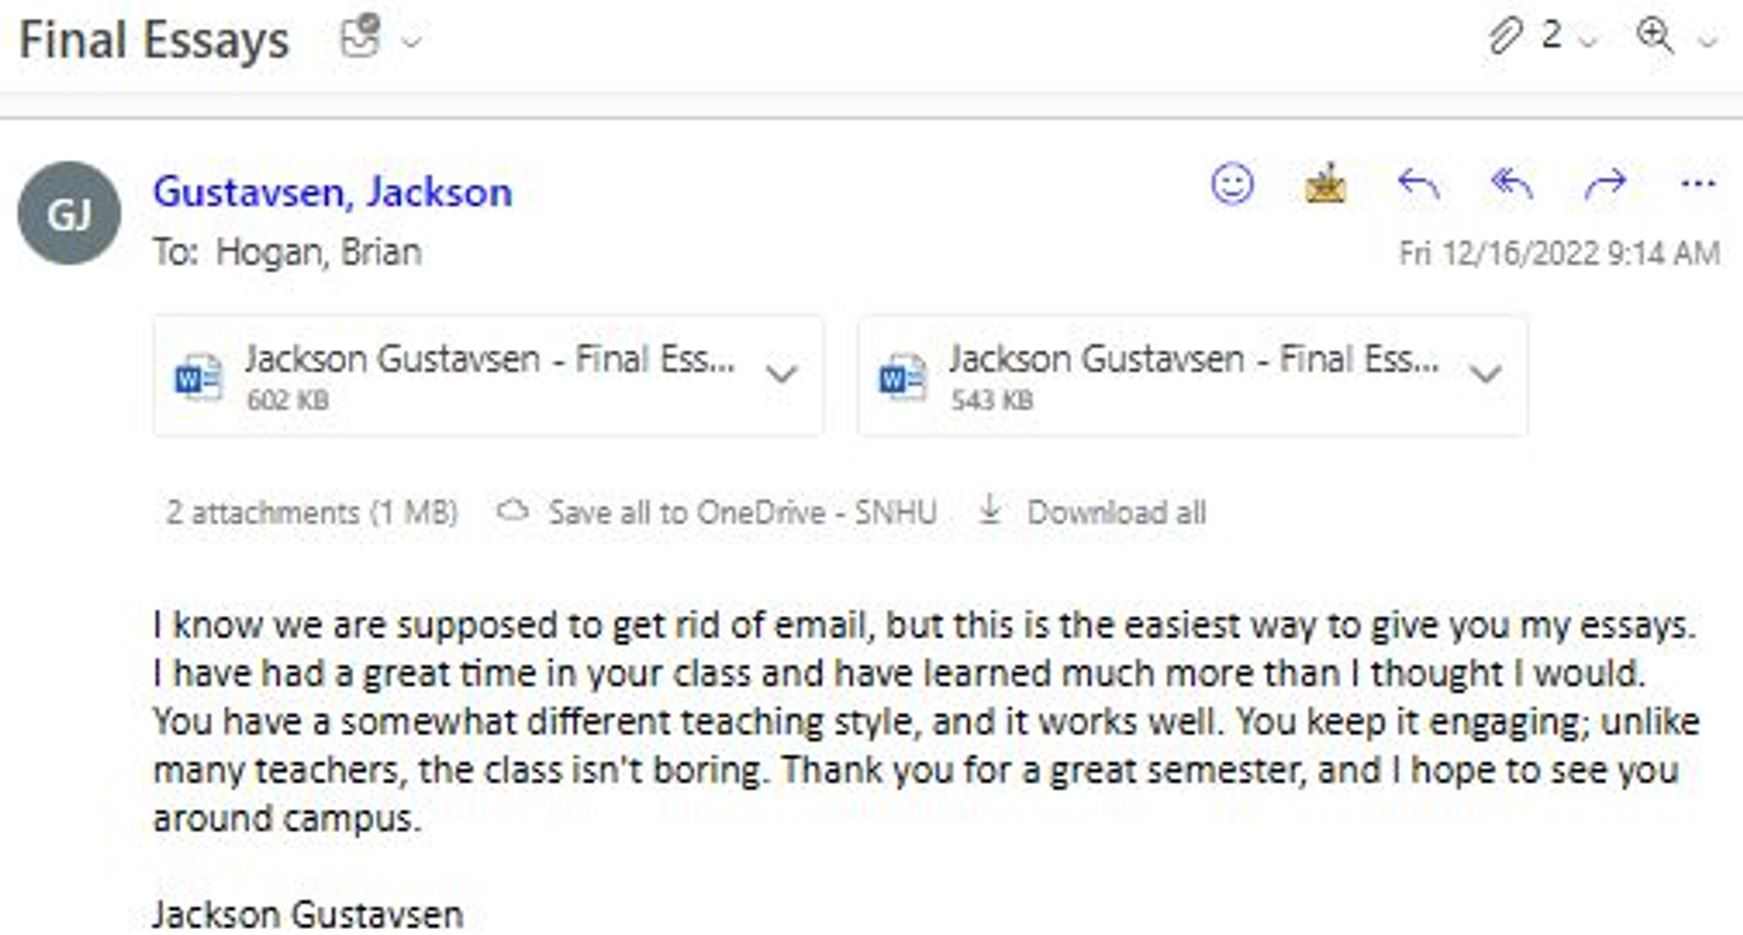 Final Essays
2
GJ
Gustavsen, Jackson
To: Hogan, Brian
Fri 12/16/2022 9:14 AM
W Jackson Gustavsen - Final Ess...
602 KB
W Jackson Gustavsen - Final Ess...
543 KB
2 attachments (1 MB) Save all to OneDrive - SNHU Download all
I know we are supposed to get rid of email, but this is the easiest way to give you my essays.
I have had a great time in your class and have learned much more than I thought I would.
You have a somewhat different teaching style, and it works well. You keep it engaging; unlike
many teachers, the class isn't boring. Thank you for a great semester, and I hope to see you
around campus.
Jackson Gustavsen